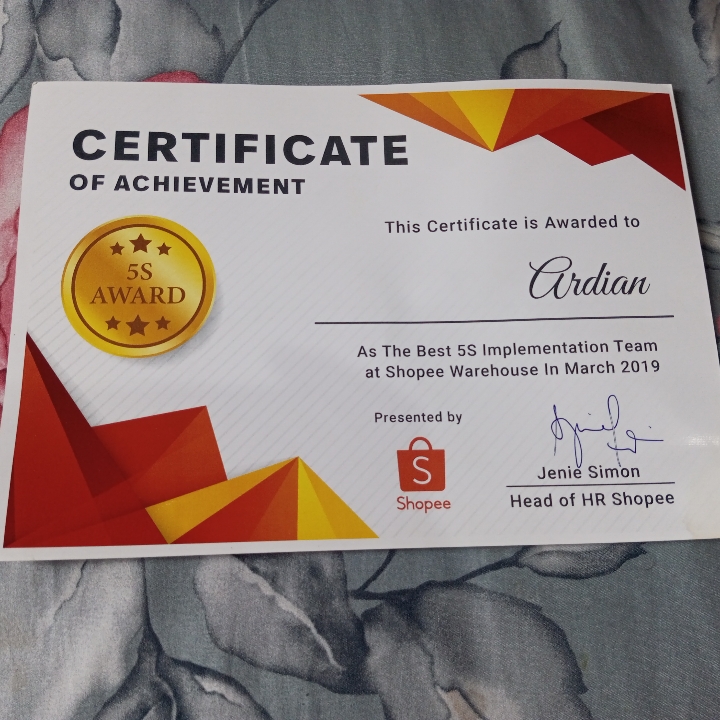 CERTIFICATE
OF ACHIEVEMENT
5S
AWARD
This Certificate is Awarded to
Ardian
As The Best 5S Implementation Team
at Shopee Warehouse In March 2019
Presented by
S
Shopee
Jenie Simon
Head of HR Shopee